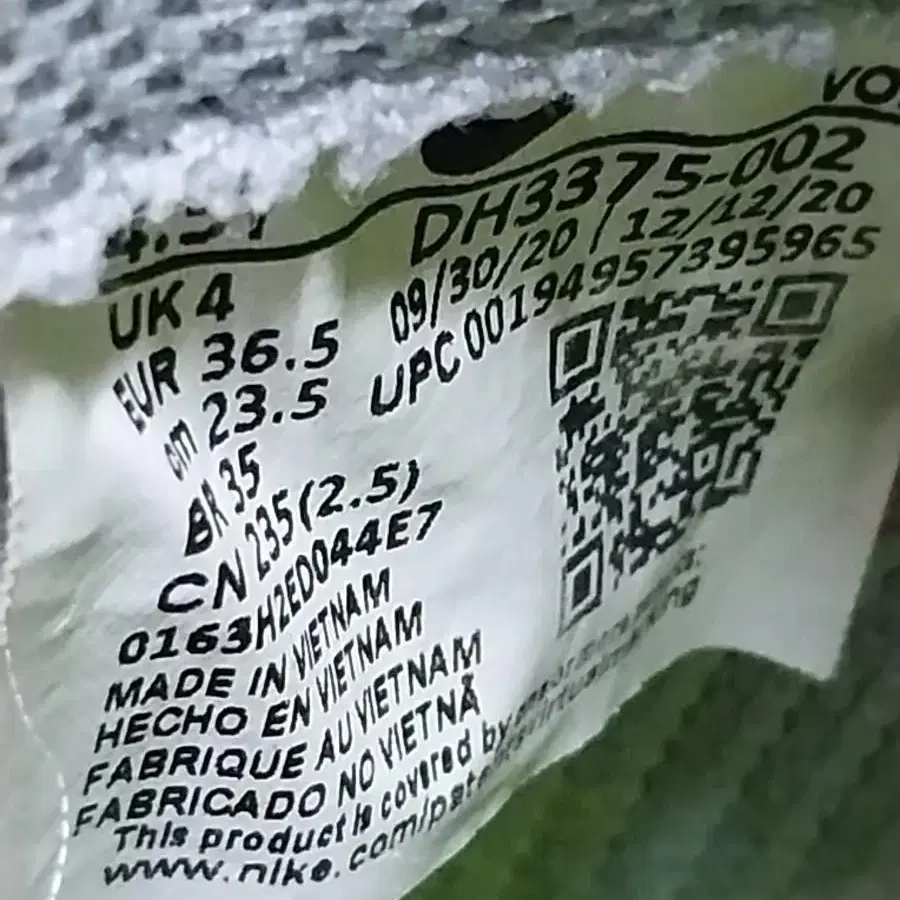 VO
DH3375-002
09/30/20 / 12/12/20
UPC 00194957395965
UK 4
EUR 36.5
cm 23.5
BR 35
CN 235 (2.5)
0163H2ED044E7
MADE IN VIETNAM
HECHO EN VIETNAM
FABRIQUE AU VIETNAM
FABRICADO NO VIETNÃ
This product is covered by
www.nike.com/patents